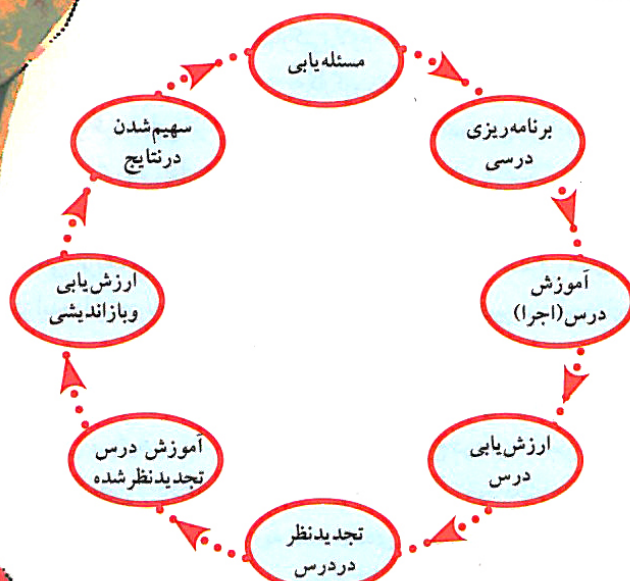 مسئله‌یابی
برنامه‌ریزی
درسی
آموزش
درس(اجرا)
ارزش‌یابی
درس
تجدیدنظر
دردرس
آموزش درس
تجدیدنظرشده
ارزش‌یابی
وبازاندیشی
سهیم‌شدن
درنتایج